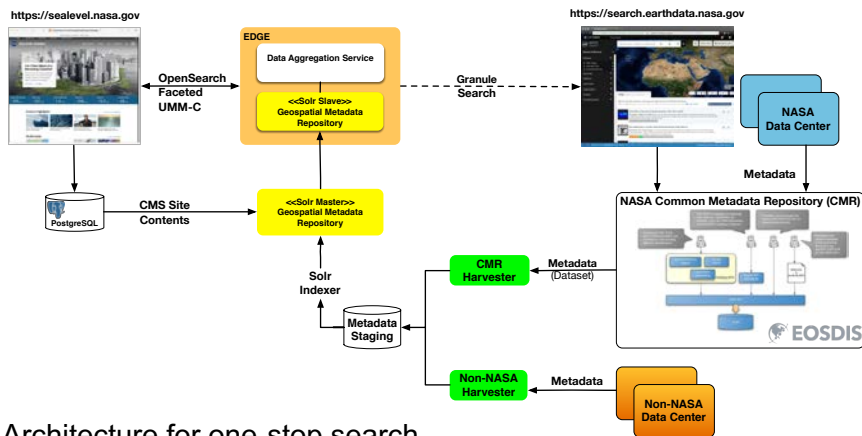 https://sealevel.nasa.gov
https://search.earthdata.nasa.gov
EDGE
Data Aggregation Service
OpenSearch
Faceted
UMM-C
<<Solr Slave>>
Geospatial Metadata
Repository
Granule
Search
NASA
Data Center
Metadata
PostgreSQL
CMS Site
Contents
<<Solr Master>>
Geospatial Metadata
Repository
NASA Common Metadata Repository (CMR)
Solr
Indexer
CMR
Harvester
Metadata
(Dataset)
Metadata
Staging
EOSDIS
Non-NASA
Harvester
Metadata
Non-NASA
Data Center
Architecture for one-stop search